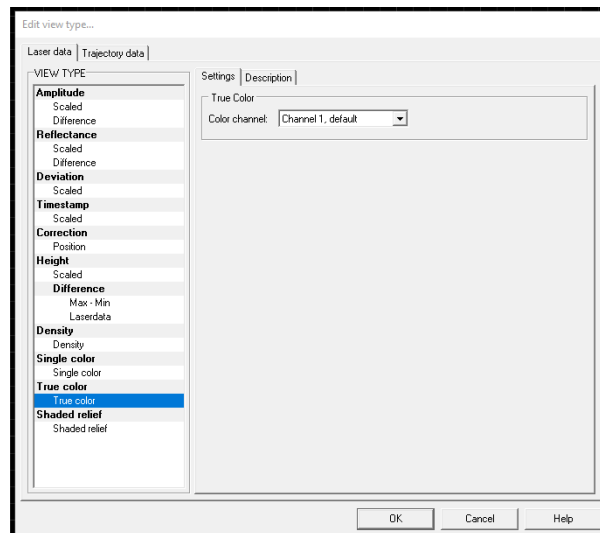 Edit view type...
Laser data
Trajectory data
VIEW TYPE
Amplitude
Scaled
Difference
Reflectance
Scaled
Difference
Deviation
Scaled
Timestamp
Scaled
Correction
Position
Height
Scaled
Difference
Max - Min
Laserdata
Density
Density
Single color
Single color
True color
True color
Shaded relief
Shaded relief
Settings
Description
True Color
Color channel: Channel 1, default
OK
Cancel
Help